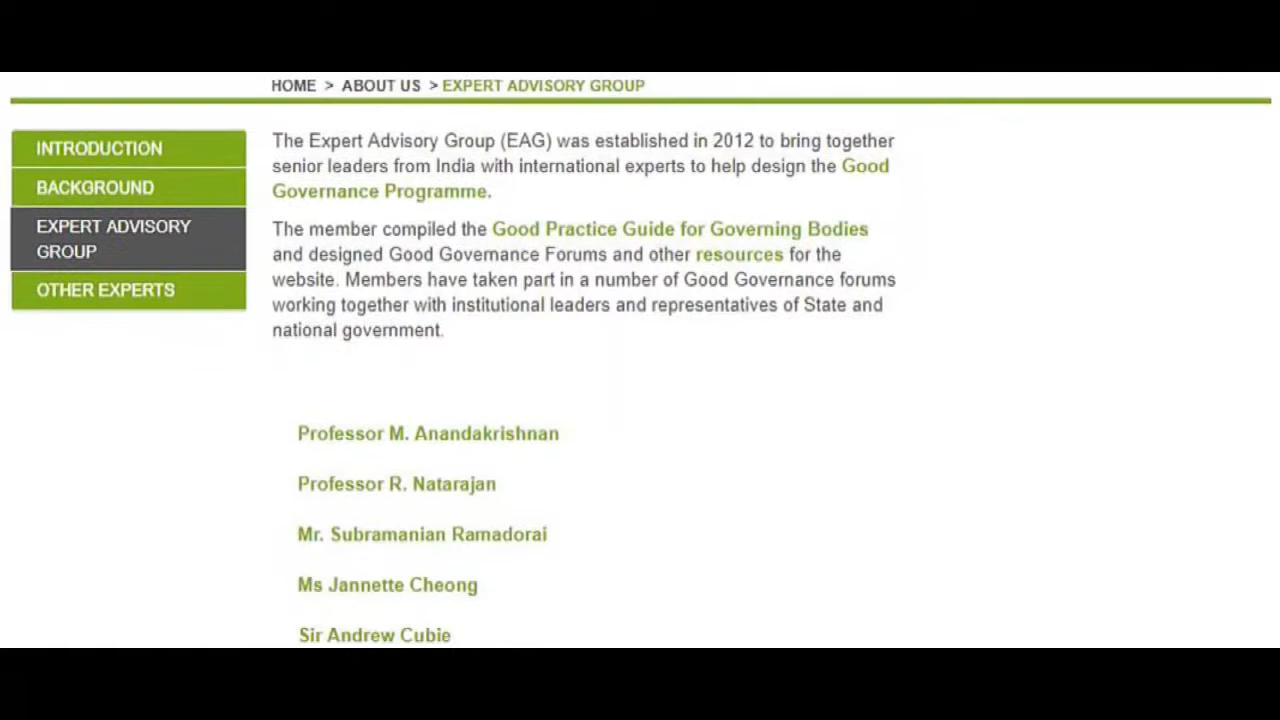 HOME > ABOUT US > EXPERT ADVISORY GROUP
INTRODUCTION
BACKGROUND
EXPERT ADVISORY
GROUP
OTHER EXPERTS
The Expert Advisory Group (EAG) was established in 2012 to bring together
senior leaders from India with international experts to help design the Good
Governance Programme.
The member compiled the Good Practice Guide for Governing Bodies
and designed Good Governance Forums and other resources for the
website. Members have taken part in a number of Good Governance forums
working together with institutional leaders and representatives of State and
national government.
Professor M. Anandakrishnan
Professor R. Natarajan
Mr. Subramanian Ramadorai
Ms Jannette Cheong
Sir Andrew Cubie